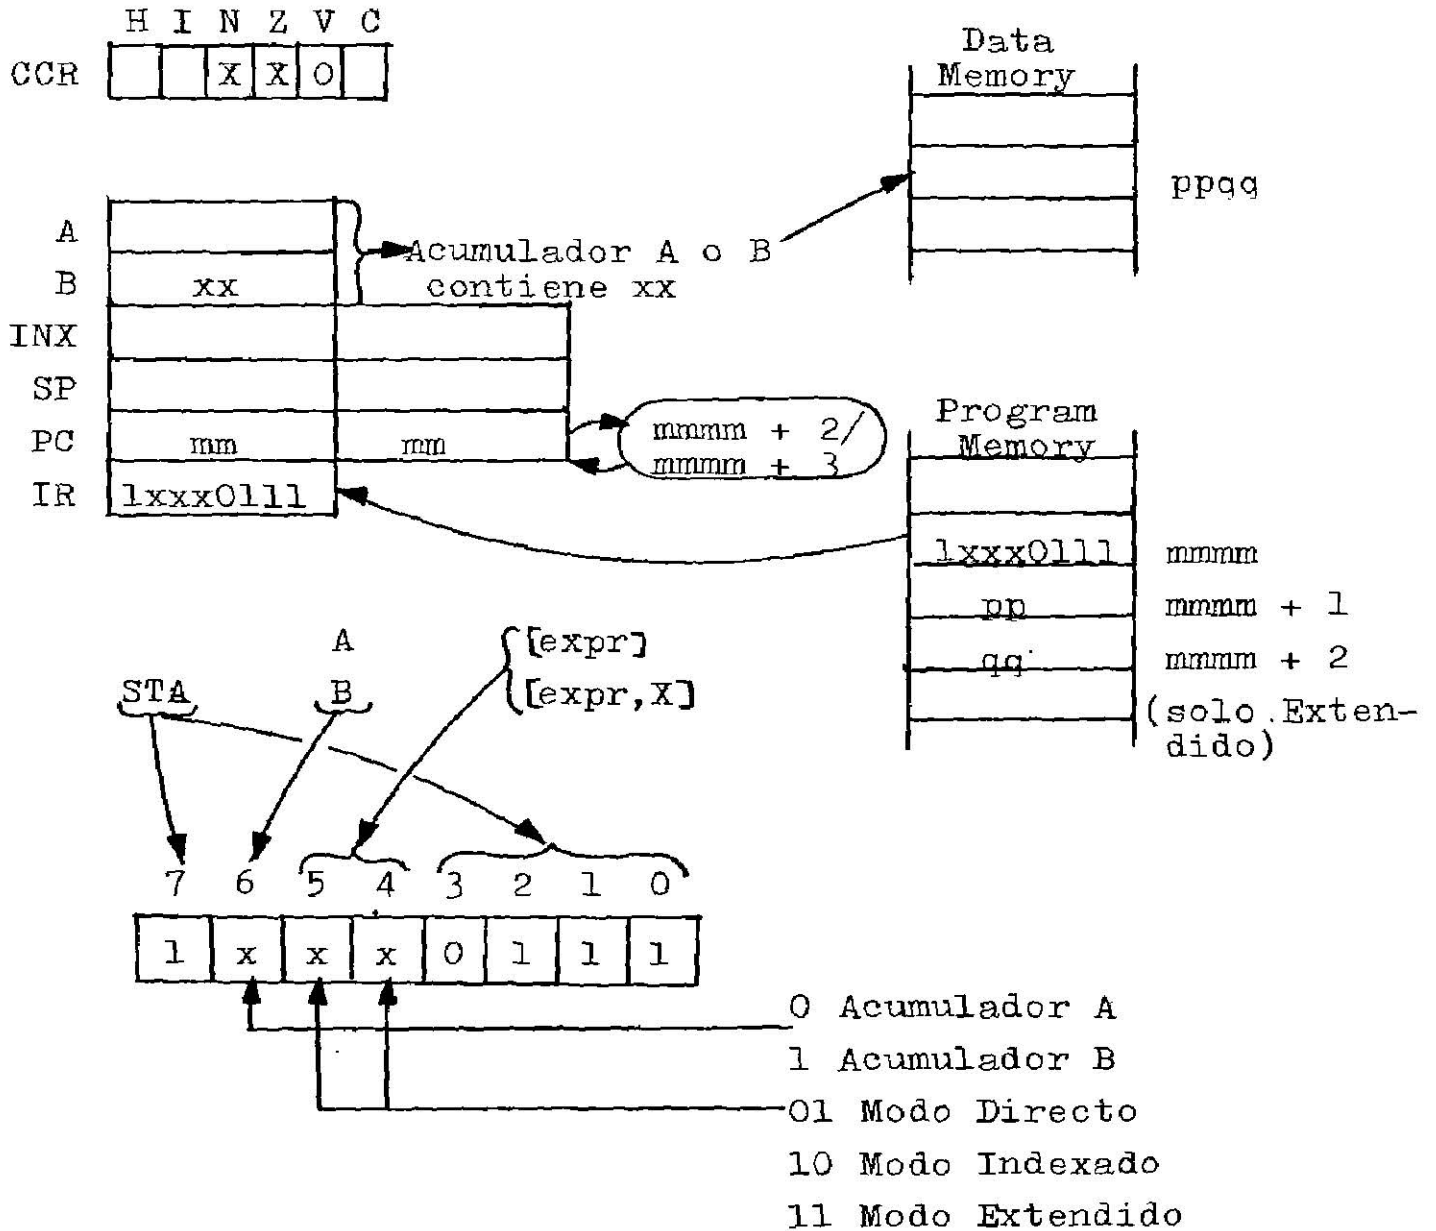 H I N Z V C
CCR X X 0
Data
Memory
ppqq
A
B xx
Acumulador A o B
contiene xx
INX
SP
PC mm mm
mmmm + 2/
mmmm + 3
IR 1xxx0111
Program
Memory
1xxx0111 mmmm
pp mmmm + 1
qq mmmm + 2
(solo Exten-
dido)
A
STA B
[expr]
[expr,X]
7 6 5 4 3 2 1 0
1 x x x 0 1 1 1
0 Acumulador A
1 Acumulador B
01 Modo Directo
10 Modo Indexado
11 Modo Extendido